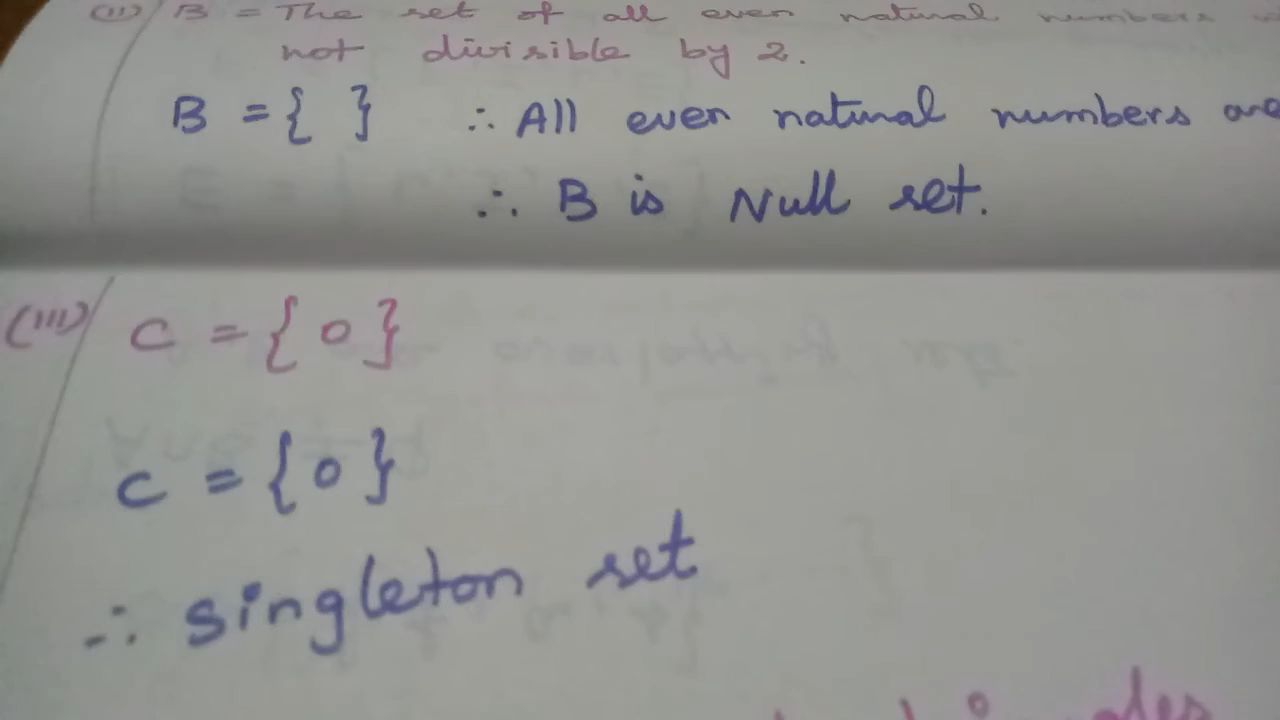 (ii) B = The set of all even natural numbers
not divisible by 2.
B = { } ∴ All even natural numbers are
∴ B is Null set.
(iii) C = { 0 }
C = { 0 }
∴ singleton set